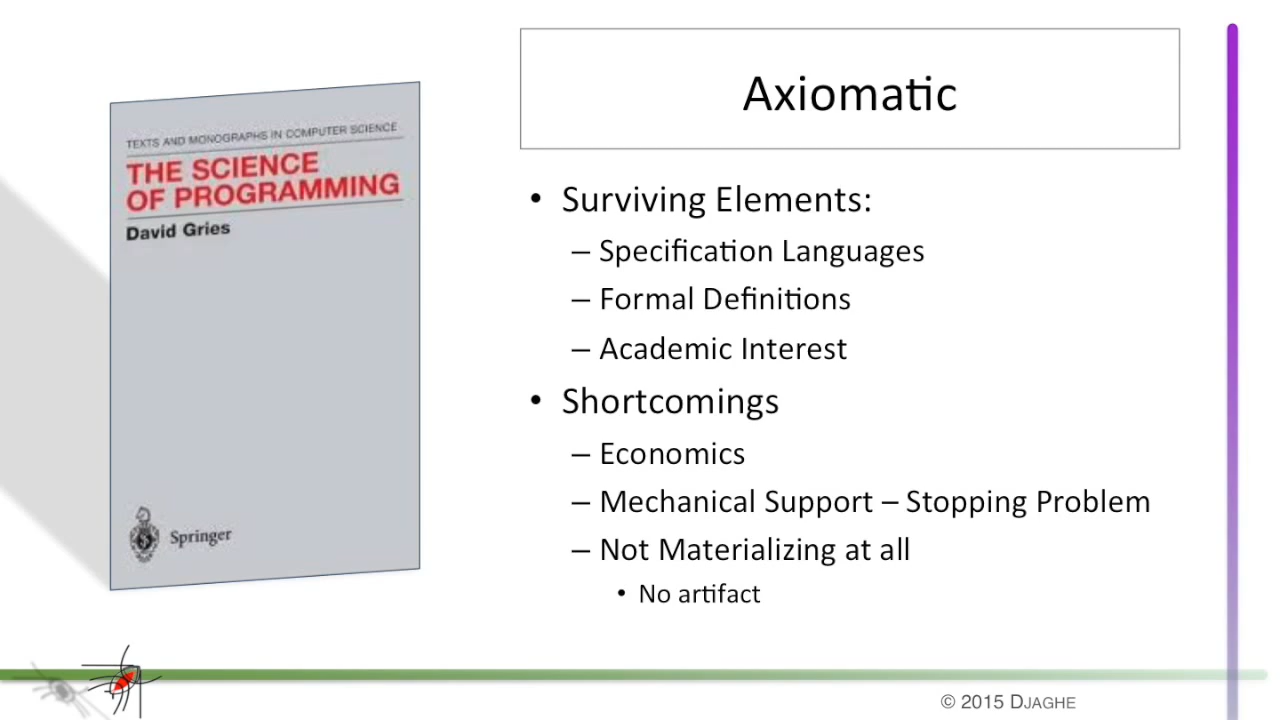 TEXTS AND MONOGRAPHS IN COMPUTER SCIENCE
THE SCIENCE
OF PROGRAMMING
David Gries
Springer
Axiomatic
• Surviving Elements:
– Specification Languages
– Formal Definitions
– Academic Interest
• Shortcomings
– Economics
– Mechanical Support – Stopping Problem
– Not Materializing at all
• No artifact
© 2015 DJAGHE